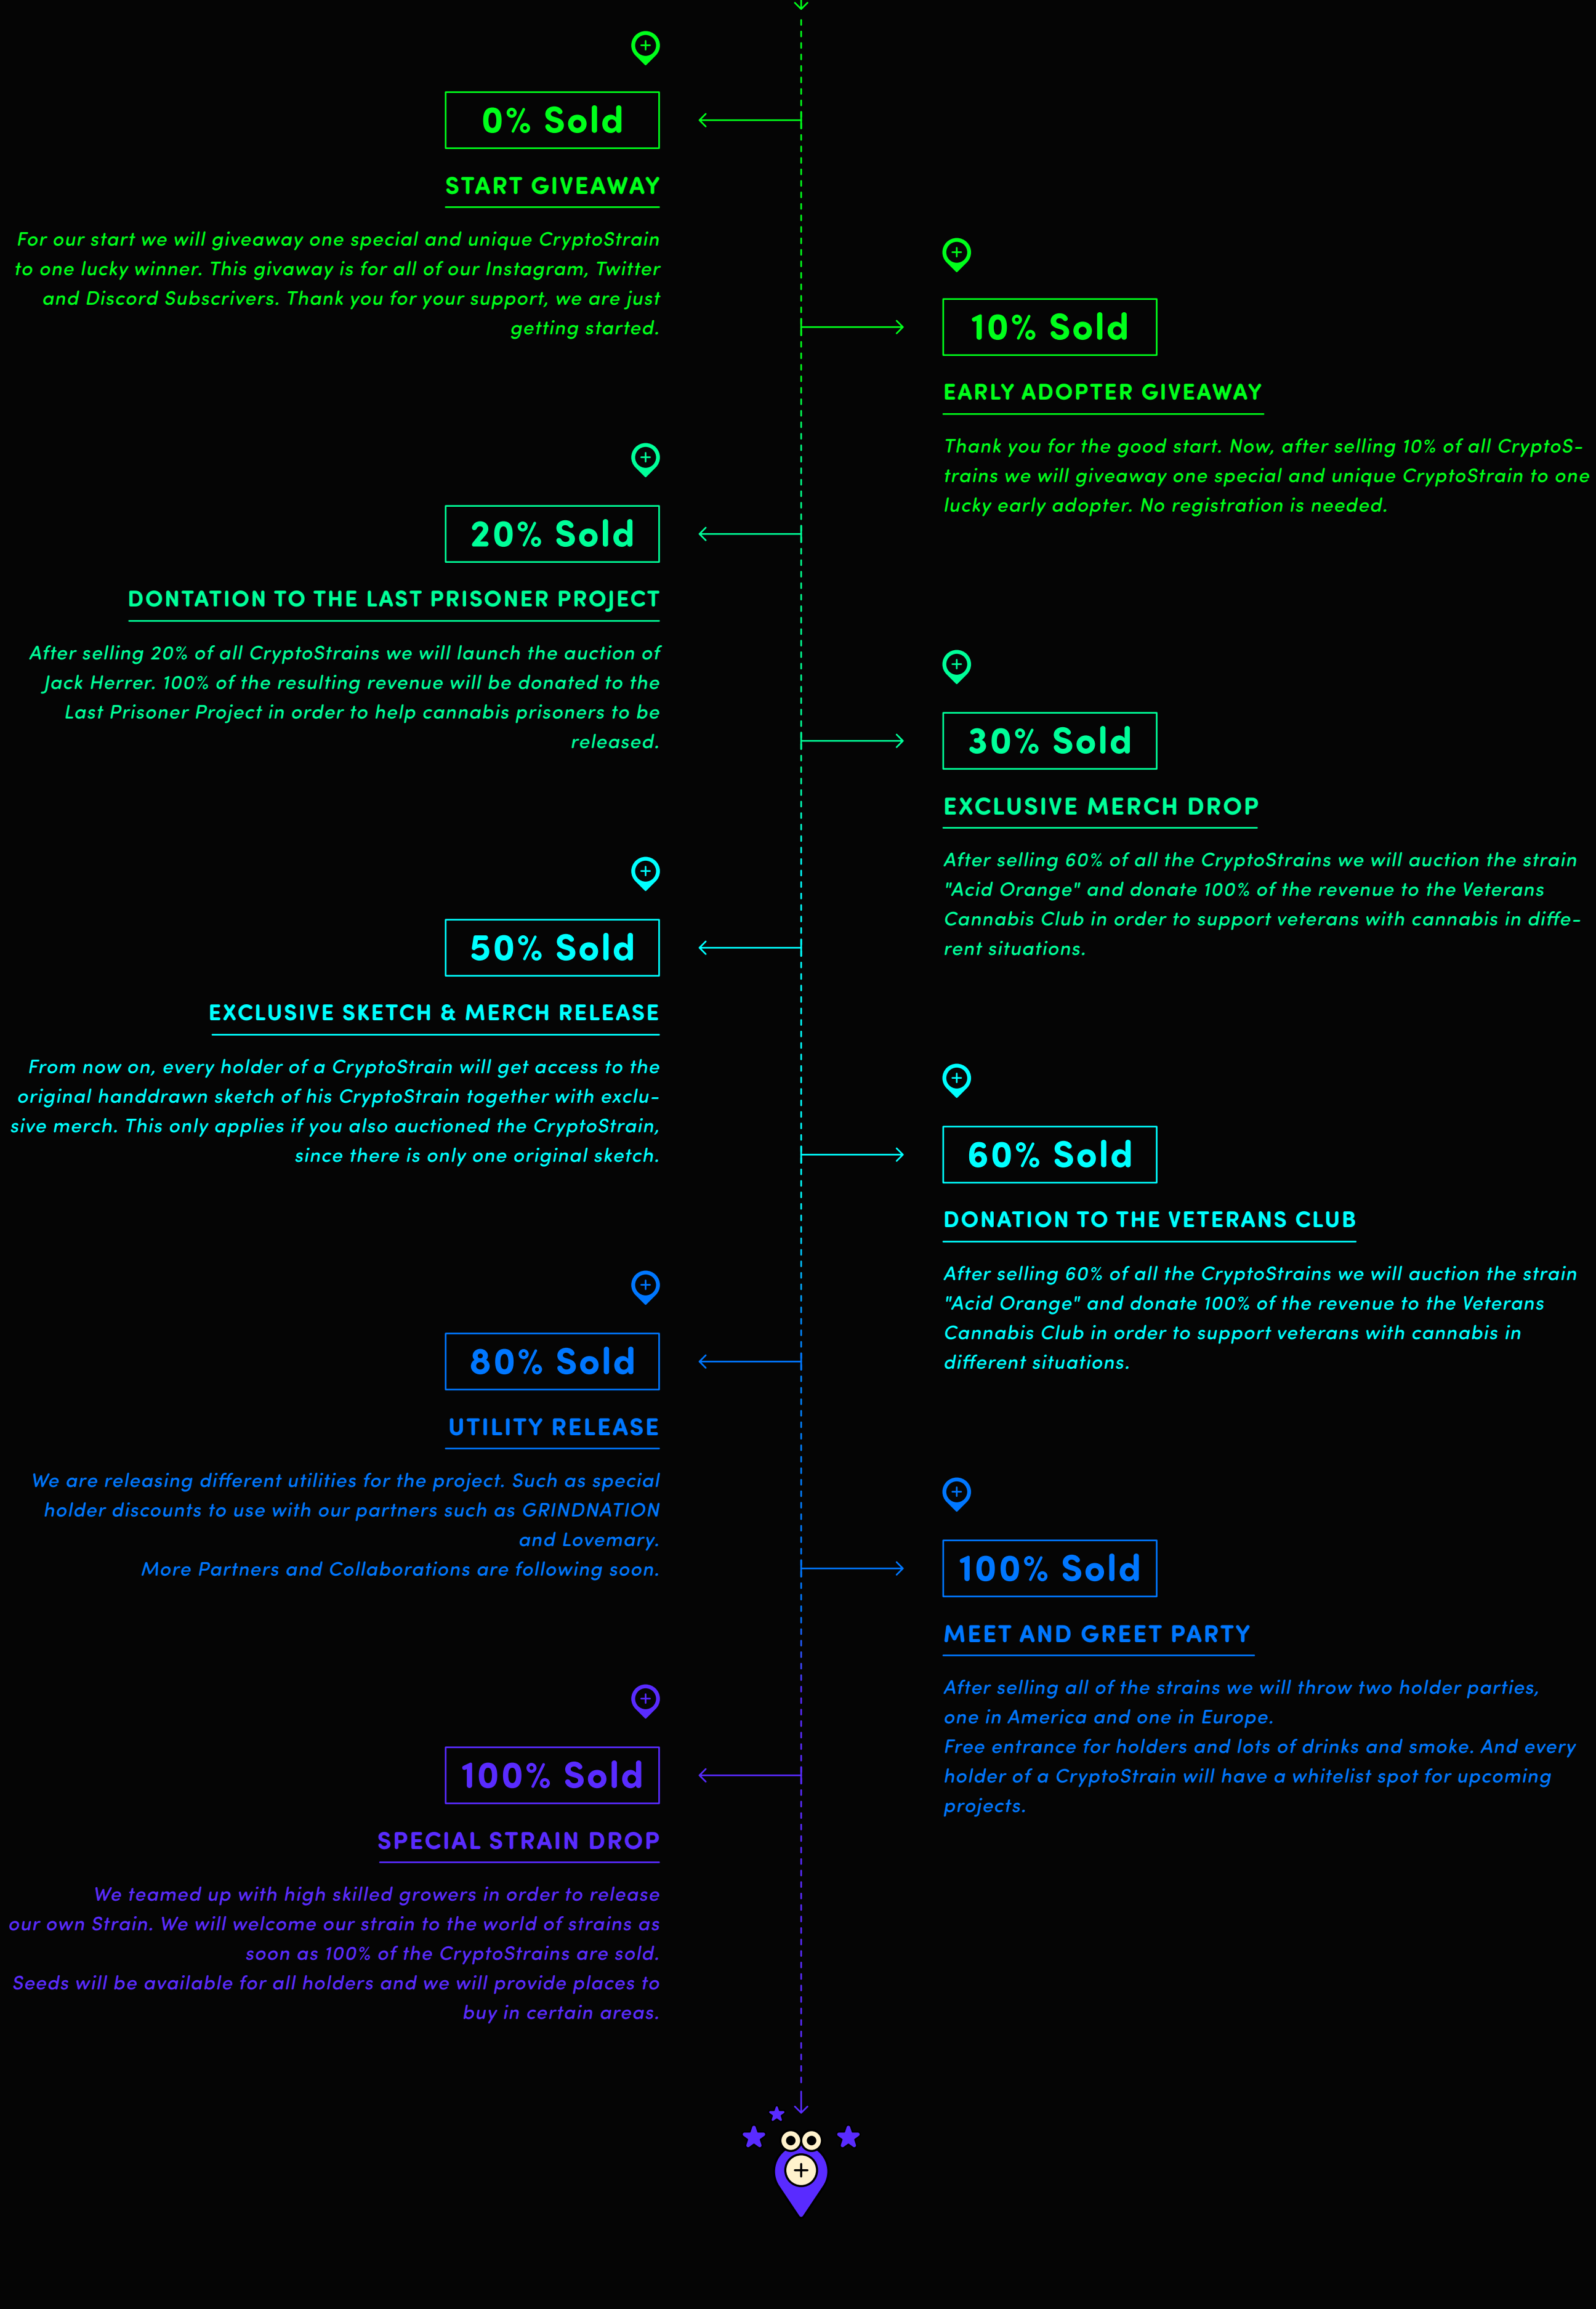 0% Sold
START GIVEAWAY
For our start we will giveaway one special and unique CryptoStrain
to one lucky winner. This givaway is for all of our Instagram, Twitter
and Discord Subscrivers. Thank you for your support, we are just
getting started.
10% Sold
EARLY ADOPTER GIVEAWAY
Thank you for the good start. Now, after selling 10% of all CryptoS-
trains we will giveaway one special and unique CryptoStrain to one
lucky early adopter. No registration is needed.
20% Sold
DONTATION TO THE LAST PRISONER PROJECT
After selling 20% of all CryptoStrains we will launch the auction of
Jack Herrer. 100% of the resulting revenue will be donated to the
Last Prisoner Project in order to help cannabis prisoners to be
released.
30% Sold
EXCLUSIVE MERCH DROP
After selling 60% of all the CryptoStrains we will auction the strain
"Acid Orange" and donate 100% of the revenue to the Veterans
Cannabis Club in order to support veterans with cannabis in diffe-
rent situations.
50% Sold
EXCLUSIVE SKETCH & MERCH RELEASE
From now on, every holder of a CryptoStrain will get access to the
original handdrawn sketch of his CryptoStrain together with exclu-
sive merch. This only applies if you also auctioned the CryptoStrain,
since there is only one original sketch.
60% Sold
DONATION TO THE VETERANS CLUB
After selling 60% of all the CryptoStrains we will auction the strain
"Acid Orange" and donate 100% of the revenue to the Veterans
Cannabis Club in order to support veterans with cannabis in
different situations.
80% Sold
UTILITY RELEASE
We are releasing different utilities for the project. Such as special
holder discounts to use with our partners such as GRINDNATION
and Lovemary.
More Partners and Collaborations are following soon.
100% Sold
MEET AND GREET PARTY
After selling all of the strains we will throw two holder parties,
one in America and one in Europe.
Free entrance for holders and lots of drinks and smoke. And every
holder of a CryptoStrain will have a whitelist spot for upcoming
projects.
100% Sold
SPECIAL STRAIN DROP
We teamed up with high skilled growers in order to release
our own Strain. We will welcome our strain to the world of strains as
soon as 100% of the CryptoStrains are sold.
Seeds will be available for all holders and we will provide places to
buy in certain areas.